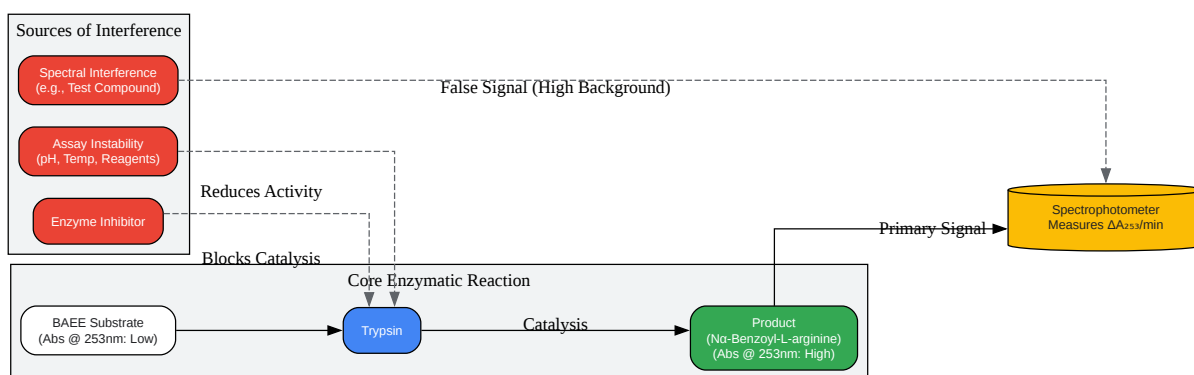 Sources of Interference
Spectral Interference
(e.g., Test Compound)
False Signal (High Background)
Assay Instability
(pH, Temp, Reagents)
Reduces Activity
Enzyme Inhibitor
Spectrophotometer
Measures ΔA₂₅₃/min
Primary Signal
Blocks Catalysis
Core Enzymatic Reaction
BAEE Substrate
(Abs @ 253nm: Low)
Trypsin
Catalysis
Product
(Nα-Benzoyl-L-arginine)
(Abs @ 253nm: High)